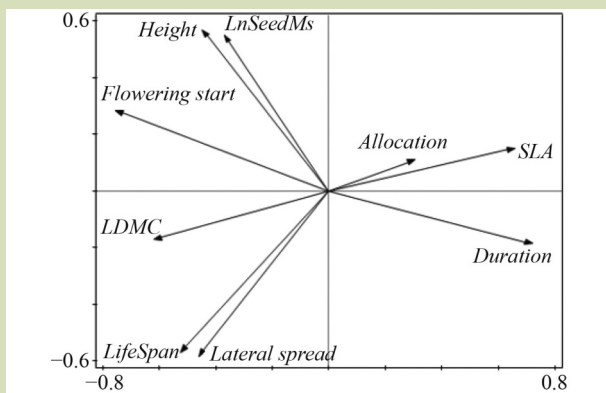 0.6
Height LnSeedMs
Flowering start
Allocation
SLA
LDMC
Duration
LifeSpan Lateral spread
−0.6
−0.8 0.8